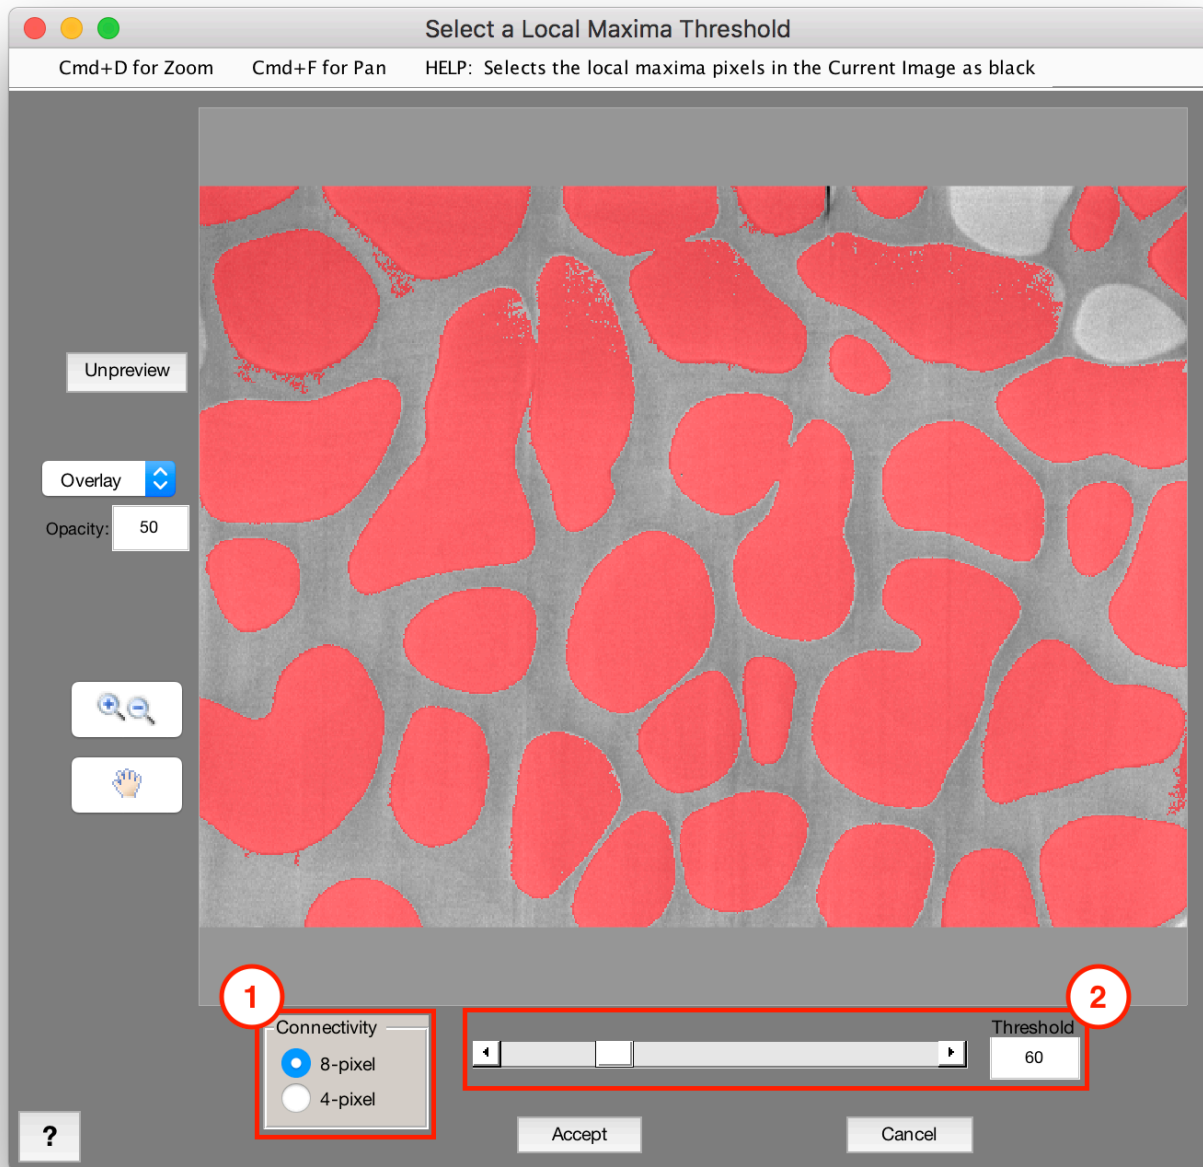 Select a Local Maxima Threshold
Cmd+D for Zoom Cmd+F for Pan HELP: Selects the local maxima pixels in the Current Image as black
Unpreview
Overlay
Opacity: 50
1
2
Connectivity
8-pixel
4-pixel
Threshold
60
?
Accept
Cancel